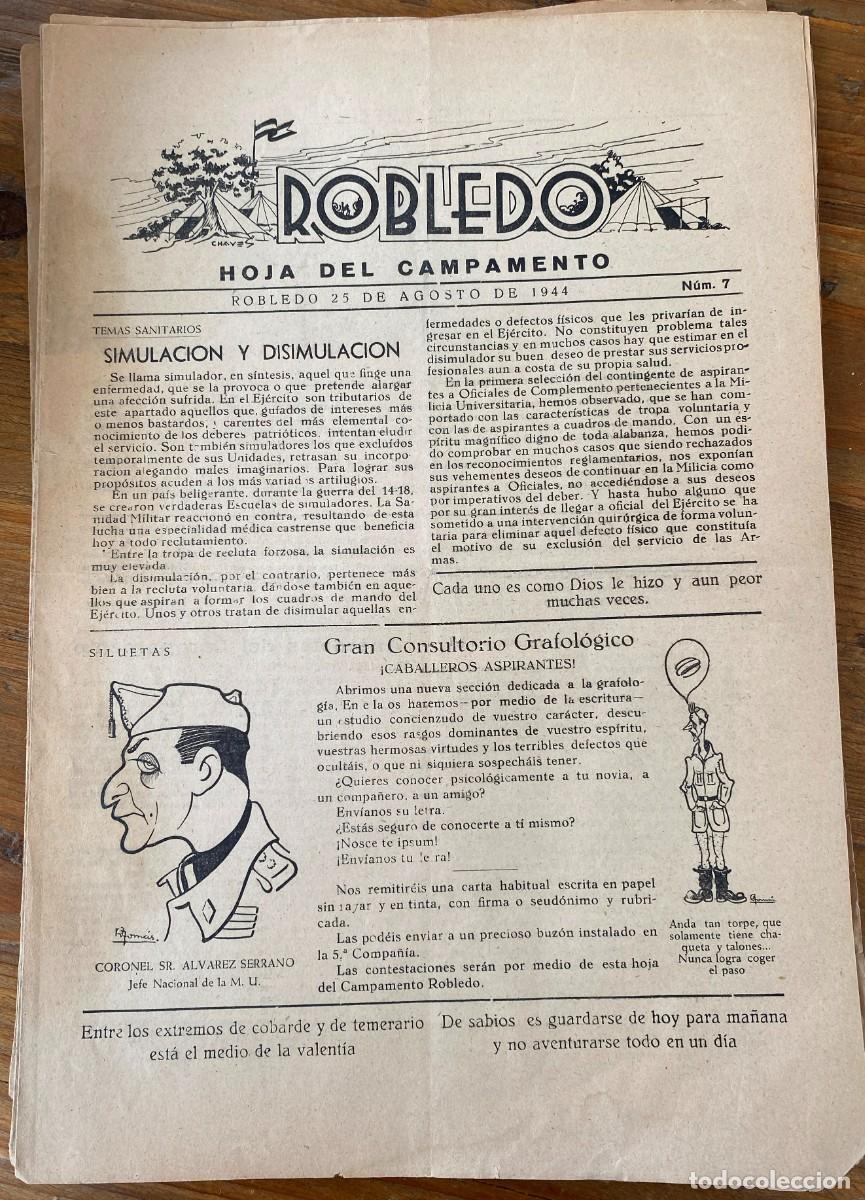 CHAVES
ROBLEDO
HOJA DEL CAMPAMENTO
ROBLEDO 25 DE AGOSTO DE 1944
Núm. 7
TEMAS SANITARIOS
SIMULACION Y DISIMULACION
Se llama simulador, en síntesis, aquel que finge una
enfermedad, que se la provoca o que pretende alargar
una afección sufrida. En el Ejército son tributarios de
este apartado aquellos que, guiados de intereses más
o menos bastardos, y carentes del más elemental co-
nocimiento de los deberes patrióticos, intentan eludir
el servicio. Son también simuladores los que excluídos
temporalmente de sus Unidades, retrasan su incorpo-
ración alegando males imaginarios. Para lograr sus
propósitos acuden a los más variados artilugios.
En un país beligerante, durante la guerra del 14-18,
se crearon verdaderas Escuelas de simuladores. La Sa-
nidad Militar reaccionó en contra, resultando de esta
lucha una especialidad médica castrense que beneficia
hoy a todo reclutamiento.
Entre la tropa de recluta forzosa, la simulación es
muy elevada.
La disimulación, por el contrario, pertenece más
bien a la recluta voluntaria, dándose también en aque-
llos que aspiran a formar los cuadros de mando del
Ejército. Unos y otros tratan de disimular aquellas en-
fermedades o defectos físicos que les privarían de in-
gresar en el Ejército. No constituyen problema tales
circunstancias y en muchos casos hay que estimar en el
disimulador su buen deseo de prestar sus servicios pro-
fesionales aun a costa de su propia salud.
En la primera selección del contingente de aspiran-
tes a Oficiales de Complemento pertenecientes a la Mi-
licia Universitaria, hemos observado, que se han com-
portado con las características de tropa voluntaria y
con las de aspirantes a cuadros de mando. Con un es-
píritu magnífico digno de toda alabanza, hemos podi-
do comprobar en muchos casos que siendo rechazados
en los reconocimientos reglamentarios, nos exponían
sus vehementes deseos de continuar en la Milicia como
aspirantes a Oficiales, no accediéndose a sus deseos
por imperativos del deber. Y hasta hubo alguno que
por su gran interés de llegar a oficial del Ejército se ha
sometido a una intervención quirúrgica de forma volun-
taria para eliminar aquel defecto físico que constituía
el motivo de su exclusión del servicio de las Ar-
mas.
Cada uno es como Dios le hizo y aun peor
muchas veces.
SILUETAS
CORONEL SR. ALVAREZ SERRANO
Jefe Nacional de la M. U.
Gran Consultorio Grafológico
¡CABALLEROS ASPIRANTES!
Abrimos una nueva sección dedicada a la grafolo-
gía. En ella os haremos—por medio de la escritura—
un estudio concienzudo de vuestro carácter, descu-
briendo esos rasgos dominantes de vuestro espíritu,
vuestras hermosas virtudes y los terribles defectos que
ocultáis, o que ni siquiera sospecháis tener.
¿Quieres conocer psicológicamente a tu novia, a
un compañero, a un amigo?
Envíanos su letra.
¿Estás seguro de conocerte a tí mismo?
¡Nosce te ipsum!
¡Envíanos tu letra!
Nos remitiréis una carta habitual escrita en papel
sin rayar y en tinta, con firma o seudónimo y rubri-
cada.
Las podéis enviar a un precioso buzón instalado en
la 5.ª Compañía.
Las contestaciones serán por medio de esta hoja
del Campamento Robledo.
Anda tan torpe, que
solamente tiene cha-
queta y talones...
Nunca logra coger
el paso
Entre los extremos de cobarde y de temerario
está el medio de la valentía
De sabios es guardarse de hoy para mañana
y no aventurarse todo en un día
todocoleccion.net